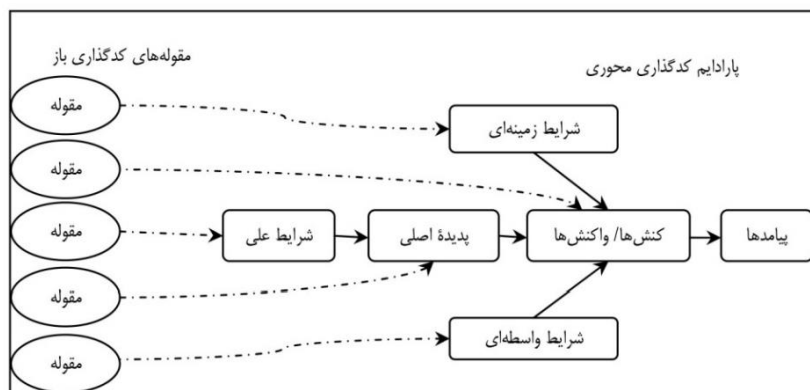 مقوله‌های کدگذاری باز
پارادایم کدگذاری محوری
مقوله
مقوله
مقوله
مقوله
مقوله
شرایط زمینه‌ای
شرایط علی
پدیدهٔ اصلی
کنش‌ها/ واکنش‌ها
پیامدها
شرایط واسطه‌ای